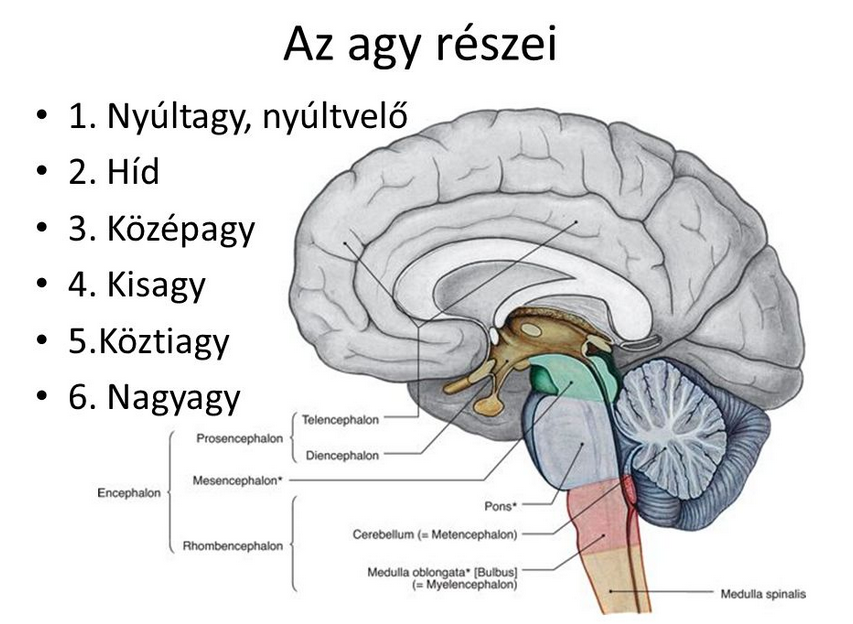 Az agy részei
• 1. Nyúltagy, nyúltvelő
• 2. Híd
• 3. Középagy
• 4. Kisagy
• 5.Köztiagy
• 6. Nagyagy
Telencephalon
Prosencephalon
Diencephalon
Mesencephalon*
Encephalon
Pons*
Cerebellum (= Metencephalon)
Rhombencephalon
Medulla oblongata* [Bulbus]
(= Myelencephalon)
Medulla spinalis